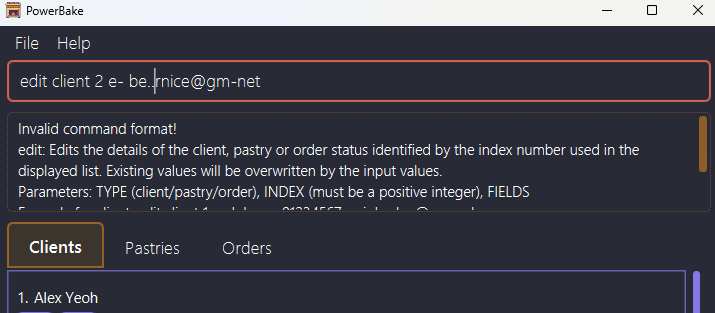 PowerBake
File Help
edit client 2 e- be..rnice@gm-net
Invalid command format!
edit: Edits the details of the client, pastry or order status identified by the index number used in the
displayed list. Existing values will be overwritten by the input values.
Parameters: TYPE (client/pastry/order), INDEX (must be a positive integer), FIELDS
Clients Pastries Orders
1. Alex Yeoh